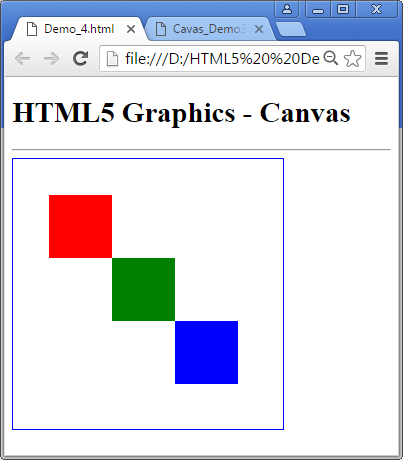 Demo_4.html
Cavas_Demo3
file:///D:/HTML5%20%20De
HTML5 Graphics - Canvas